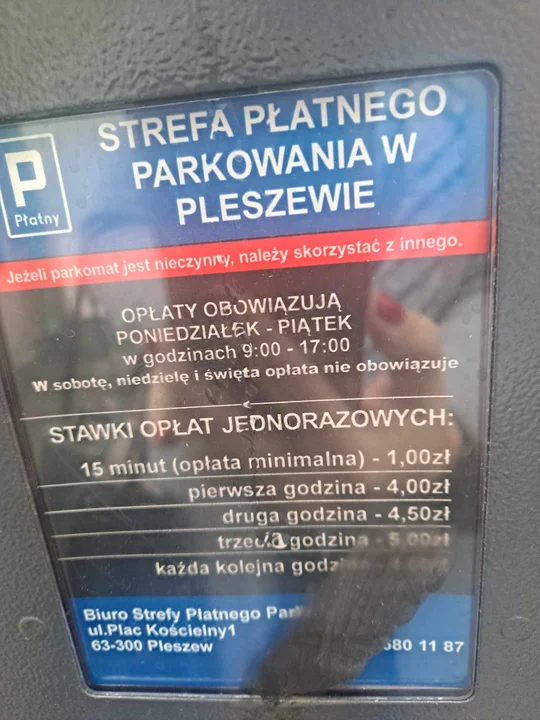 STREFA PŁATNEGO
PARKOWANIA W
PLESZEWIE
P
Płatny
Jeżeli parkomat jest nieczynny, należy skorzystać z innego.
OPŁATY OBOWIĄZUJĄ
PONIEDZIAŁEK - PIĄTEK
w godzinach 9:00 - 17:00
W sobotę, niedzielę i święta opłata nie obowiązuje
STAWKI OPŁAT JEDNORAZOWYCH:
15 minut (opłata minimalna) - 1,00zł
pierwsza godzina - 4,00zł
druga godzina - 4,50zł
trzecia godzina - 5,00zł
każda kolejna godzina -
Biuro Strefy Płatnego
ul.Plac Kościelny1
63-300 Pleszew
680 11 87